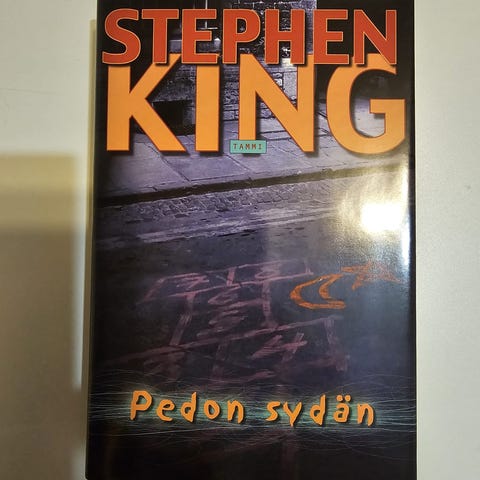 STEPHEN
KING
TAMMI
Pedon sydän